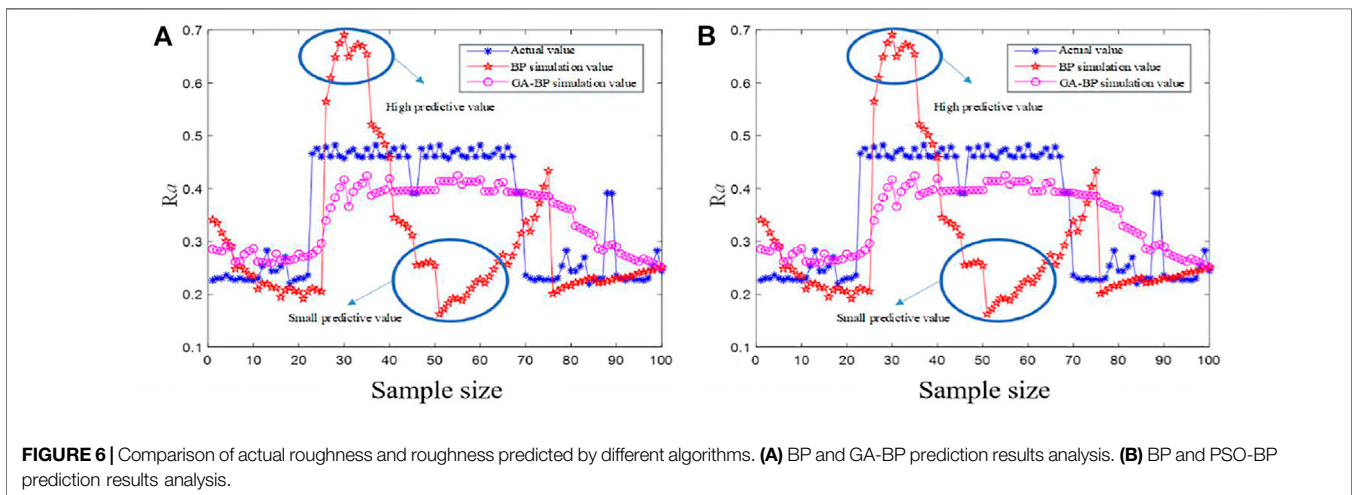 A
0.7
0.6
0.5
0.4
0.3
0.2
0.1
Ra
Actual value
BP simulation value
GA-BP simulation value
High predictive value
Small predictive value
0 10 20 30 40 50 60 70 80 90 100
Sample size
B
0.7
0.6
0.5
0.4
0.3
0.2
0.1
Ra
Actual value
BP simulation value
GA-BP simulation value
High predictive value
Small predictive value
0 10 20 30 40 50 60 70 80 90 100
Sample size
FIGURE 6 | Comparison of actual roughness and roughness predicted by different algorithms. (A) BP and GA-BP prediction results analysis. (B) BP and PSO-BP
prediction results analysis.